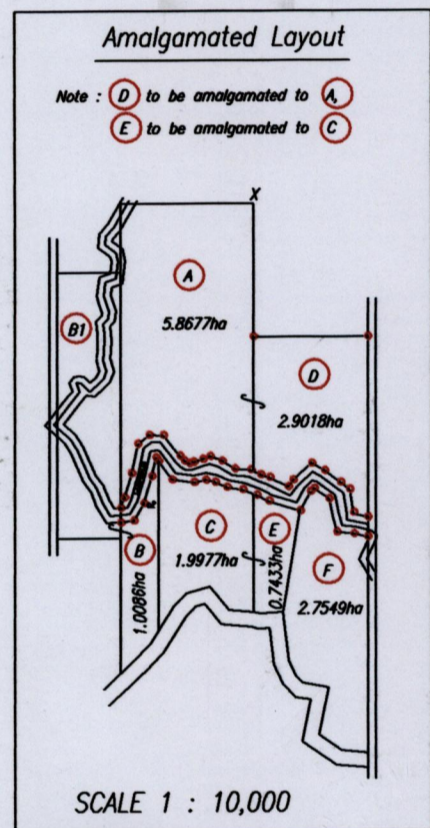 Amalgamated Layout
Note : D to be amalgamated to A,
E to be amalgamated to C
X
A
5.8677ha
B1
D
2.9018ha
B
1.0086ha
C
1.9977ha
E
0.7433ha
F
2.7549ha
SCALE 1 : 10,000